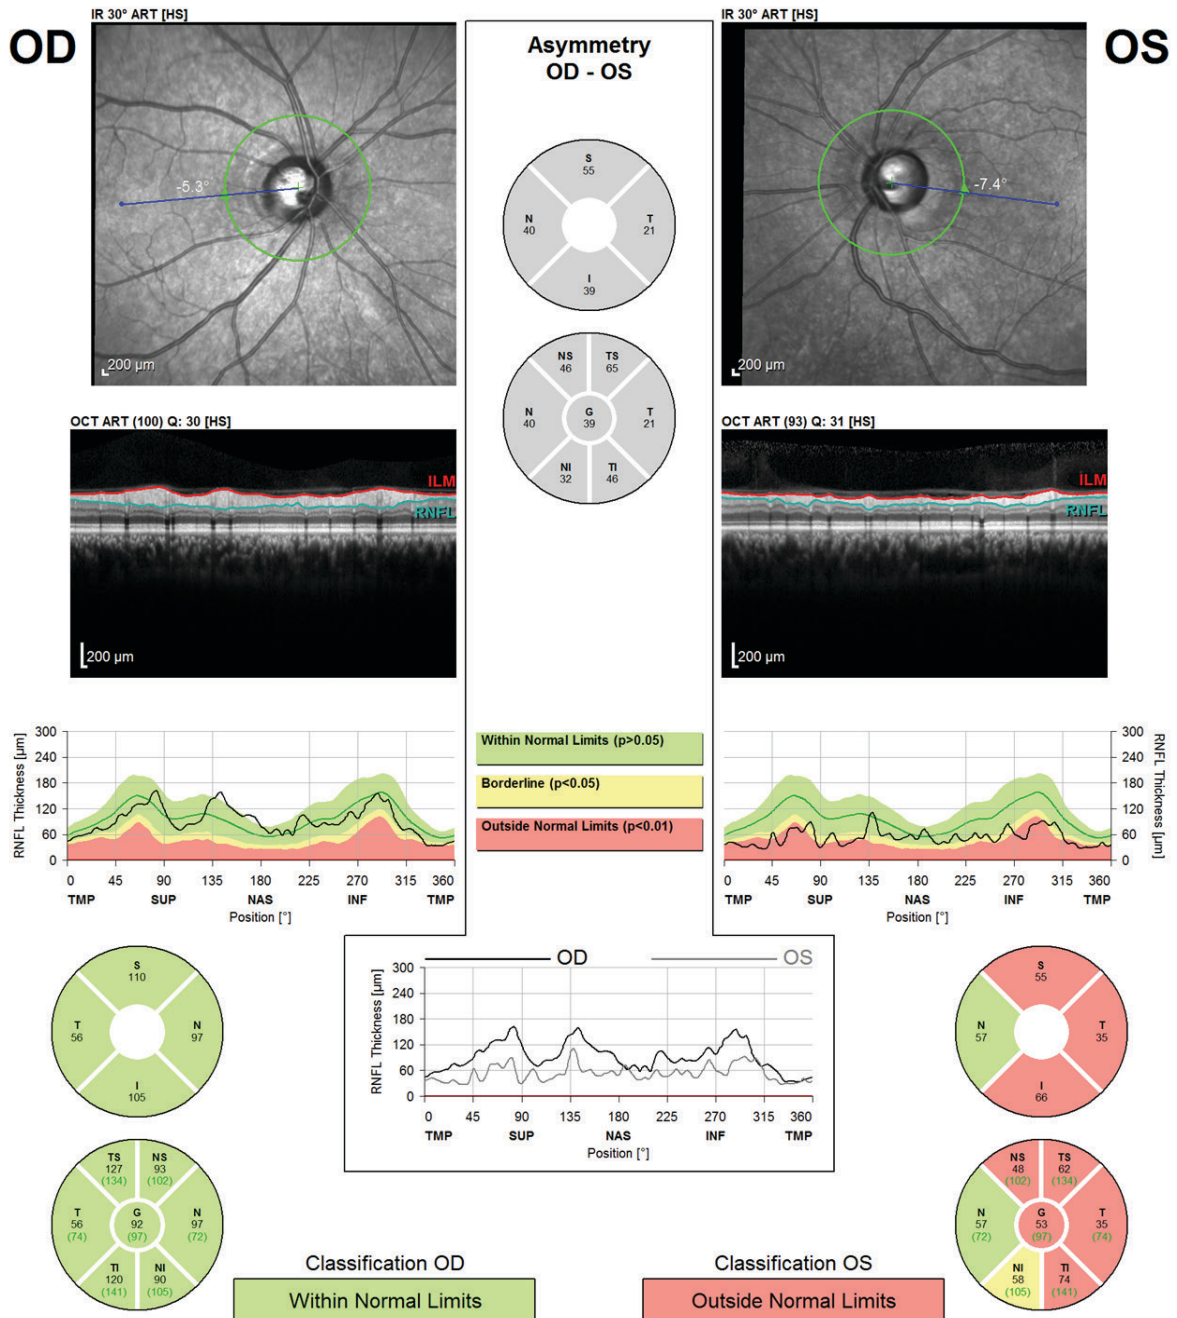 IR 30° ART [HS]
OD
-5.3°
200 µm
Asymmetry
OD - OS
IR 30° ART [HS]
OS
-7.4°
200 µm
S
55
N
40
T
21
I
39
NS
46
TS
65
N
40
G
39
T
21
NI
32
TI
46
OCT ART (100) Q: 30 [HS]
ILM
RNFL
200 µm
OCT ART (93) Q: 31 [HS]
ILM
RNFL
200 µm
RNFL Thickness [µm]
300
240
180
120
60
0
0 45 90 135 180 225 270 315 360
TMP SUP NAS INF TMP
Position [°]
Within Normal Limits (p>0.05)
Borderline (p<0.05)
Outside Normal Limits (p<0.01)
300
240
180
120
60
0
RNFL Thickness [µm]
0 45 90 135 180 225 270 315 360
TMP SUP NAS INF TMP
Position [°]
S
110
T
56
N
97
I
105
OD
OS
RNFL Thickness [µm]
300
240
180
120
60
0
0 45 90 135 180 225 270 315 360
TMP SUP NAS INF TMP
Position [°]
S
55
N
57
T
35
I
66
TS
127
(134)
NS
93
(102)
T
56
(74)
G
92
(97)
N
97
(72)
TI
120
(141)
NI
90
(105)
Classification OD
Within Normal Limits
Classification OS
Outside Normal Limits
NS
48
(102)
TS
62
(134)
N
57
(72)
G
53
(97)
T
35
(74)
NI
58
(105)
TI
74
(141)